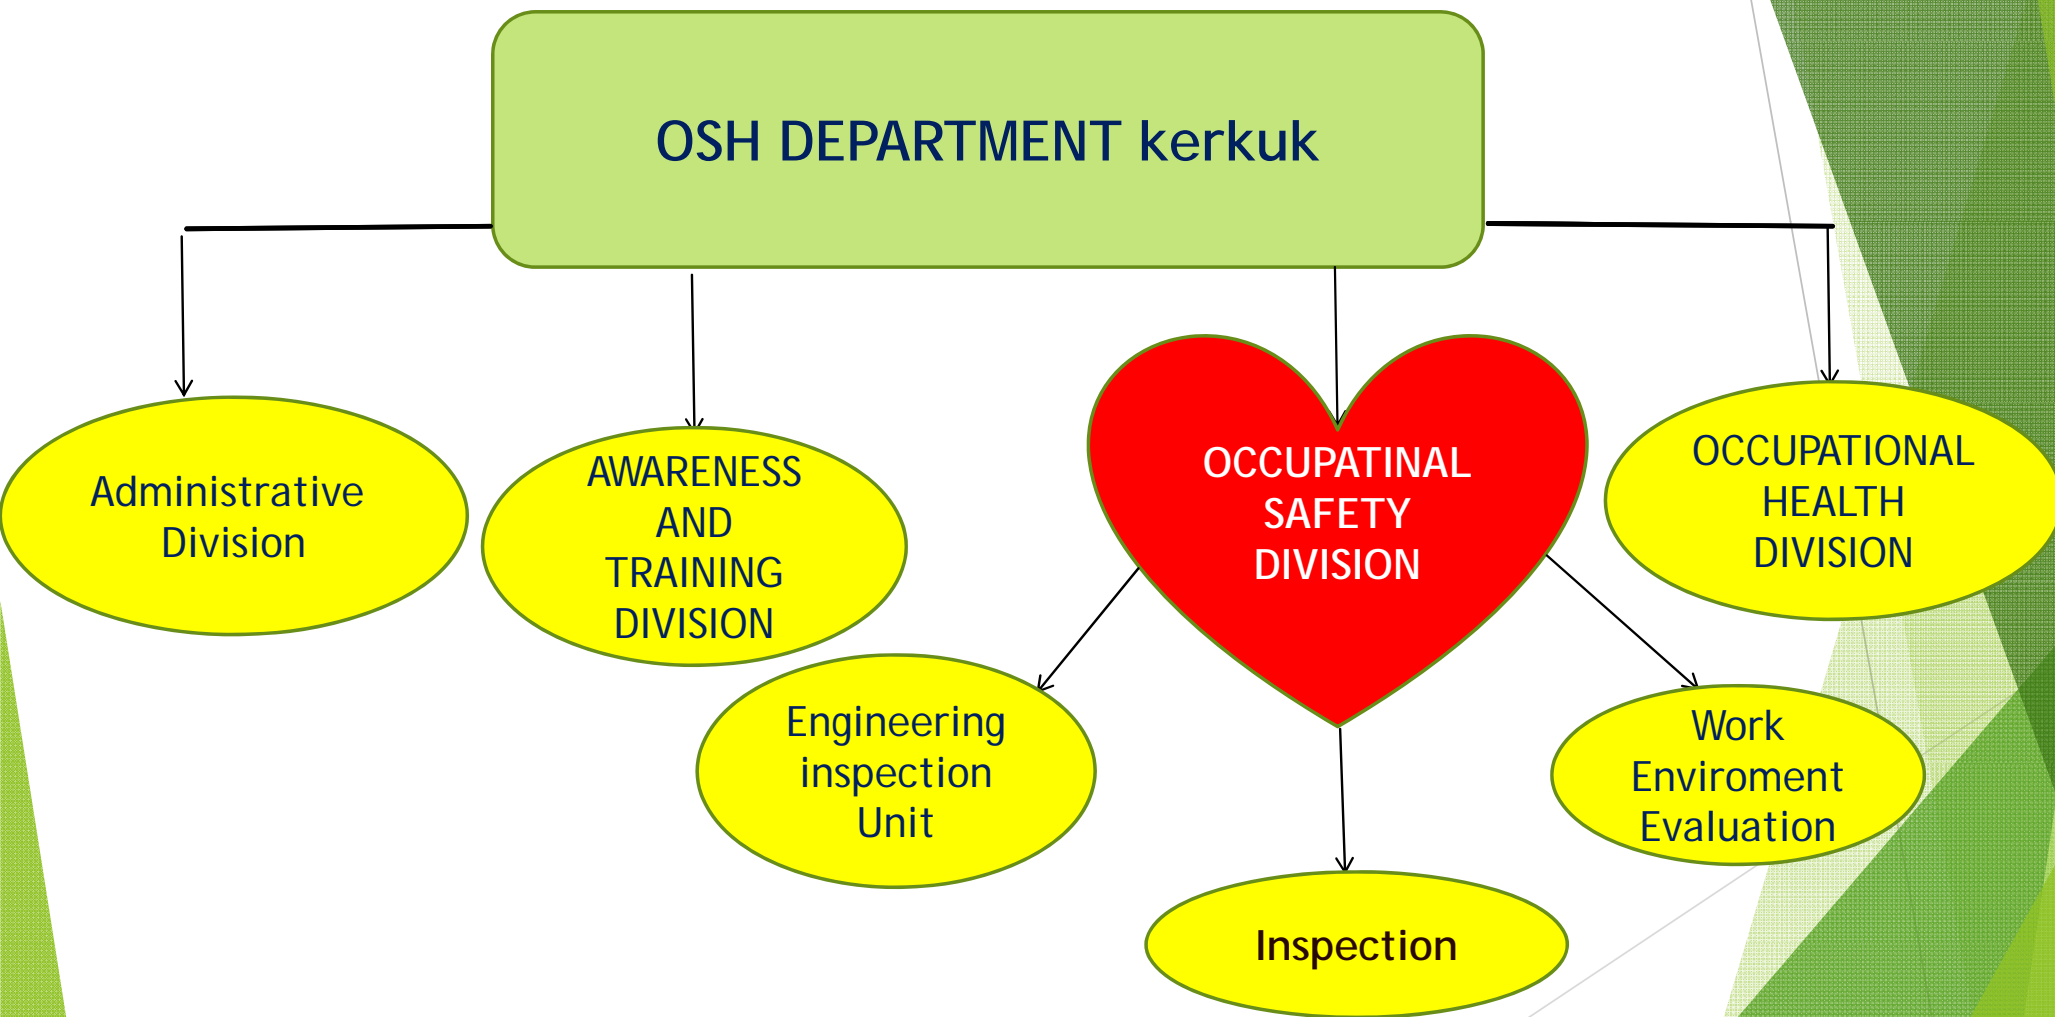 OSH DEPARTMENT kerkuk
Administrative
Division
AWARENESS
AND
TRAINING
DIVISION
OCCUPATINAL
SAFETY
DIVISION
OCCUPATIONAL
HEALTH
DIVISION
Engineering
inspection
Unit
Inspection
Work
Enviroment
Evaluation